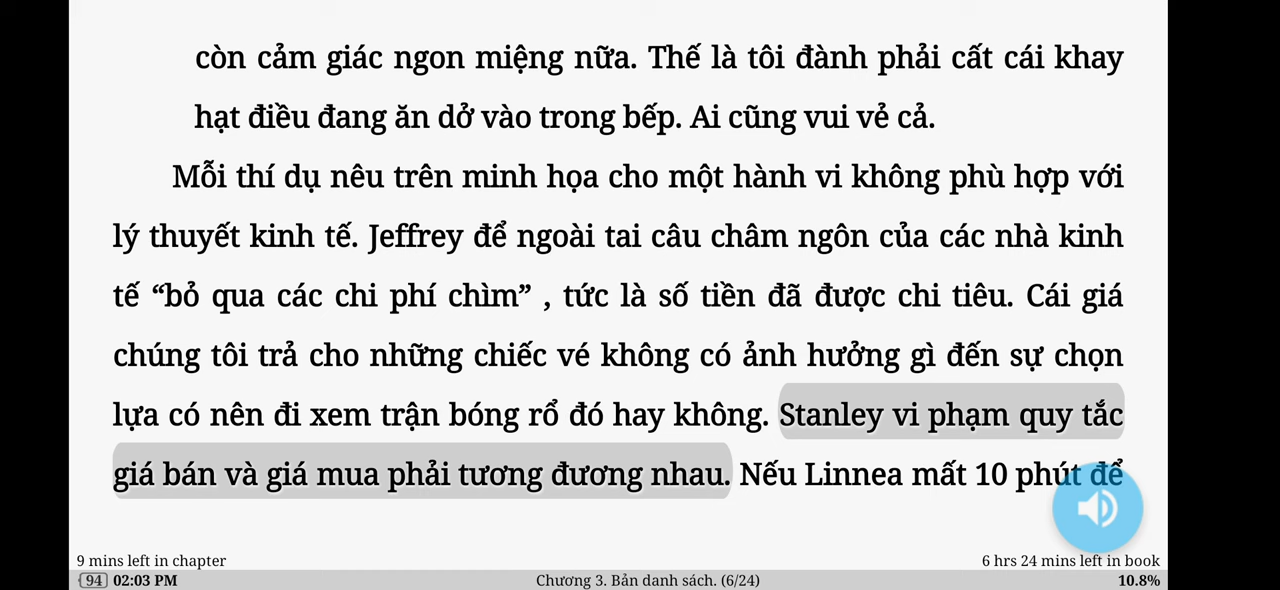 còn cảm giác ngon miệng nữa. Thế là tôi đành phải cất cái khay
hạt điều đang ăn dở vào trong bếp. Ai cũng vui vẻ cả.
Mỗi thí dụ nêu trên minh họa cho một hành vi không phù hợp với
lý thuyết kinh tế. Jeffrey để ngoài tai câu châm ngôn của các nhà kinh
tế “bỏ qua các chi phí chìm” , tức là số tiền đã được chi tiêu. Cái giá
chúng tôi trả cho những chiếc vé không có ảnh hưởng gì đến sự chọn
lựa có nên đi xem trận bóng rổ đó hay không. Stanley vi phạm quy tắc
giá bán và giá mua phải tương đương nhau. Nếu Linnea mất 10 phút để
9 mins left in chapter 6 hrs 24 mins left in book
94 02:03 PM Chương 3. Bản danh sách. (6/24) 10.8%